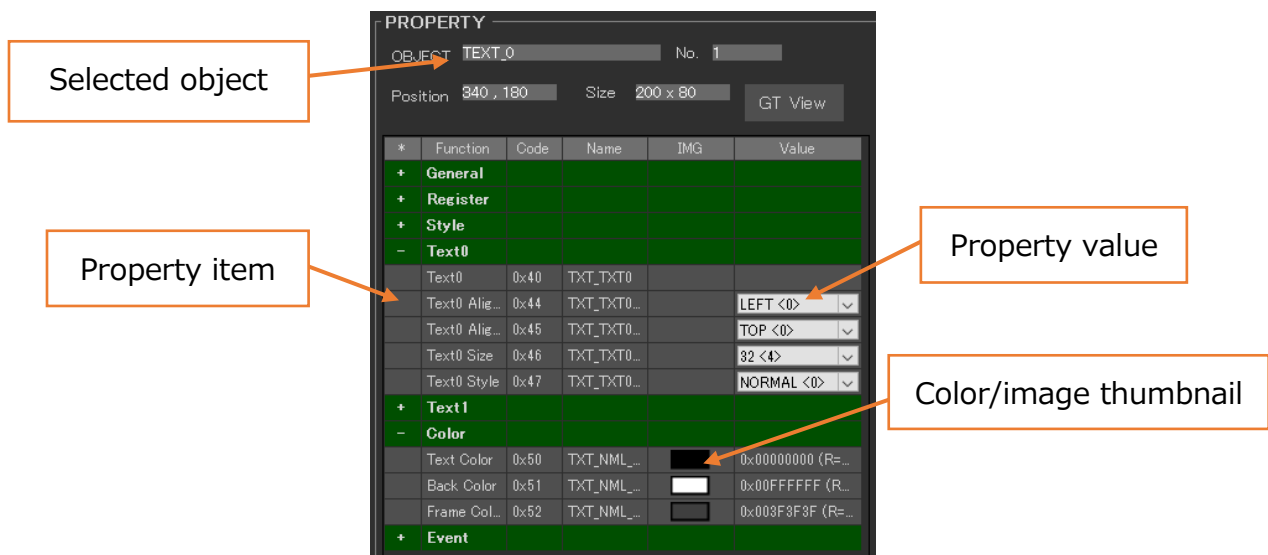 PROPERTY
OBJECT TEXT_0 No. 1
Selected object
Position 340 , 180 Size 200 x 80 GT View
* Function Code Name IMG Value
+ General
+ Register
+ Style
- Text0
Property value
Property item
Text0 0x40 TXT_TXT0
Text0 Alig... 0x44 TXT_TXT0... LEFT <0>
Text0 Alig... 0x45 TXT_TXT0... TOP <0>
Text0 Size 0x46 TXT_TXT0... 32 <4>
Text0 Style 0x47 TXT_TXT0... NORMAL <0>
Color/image thumbnail
+ Text1
- Color
Text Color 0x50 TXT_NML_... 0x00000000 (R=...
Back Color 0x51 TXT_NML_... 0x00FFFFFF (R...
Frame Col... 0x52 TXT_NML_... 0x003F3F3F (R=...
+ Event